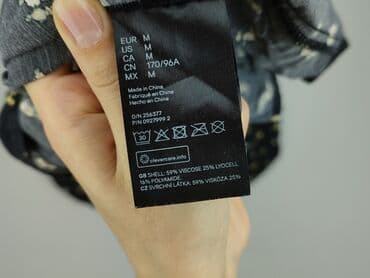 EUR M
US M
CA M
CN 170/96A
MX M
Made in China
Fabriqué en Chine
Hecho en China
O/N 256377
P/N 0927999 2
30
clevercare.info
GB SHELL: 59% VISCOSE 25% LYOCELL
16% POLYAMIDE
CZ SVRCHNÍ LÁTKA: 59% VISKÓZA 25%